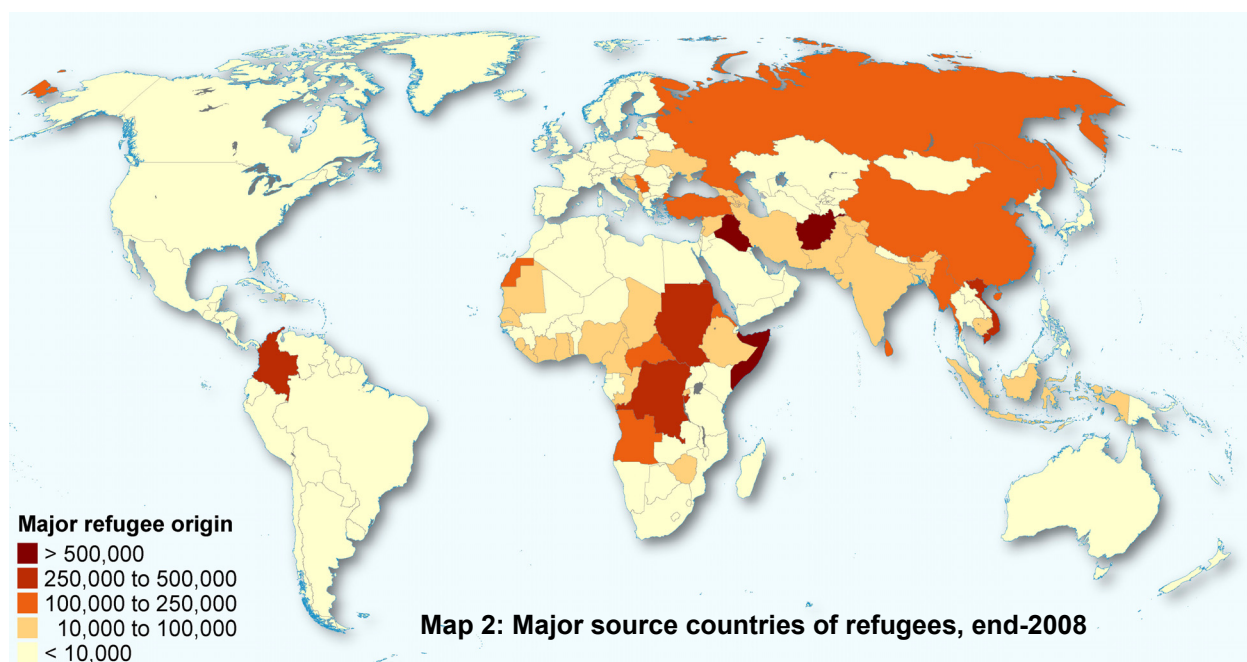 Major refugee origin
> 500,000
250,000 to 500,000
100,000 to 250,000
10,000 to 100,000
< 10,000
Map 2: Major source countries of refugees, end-2008